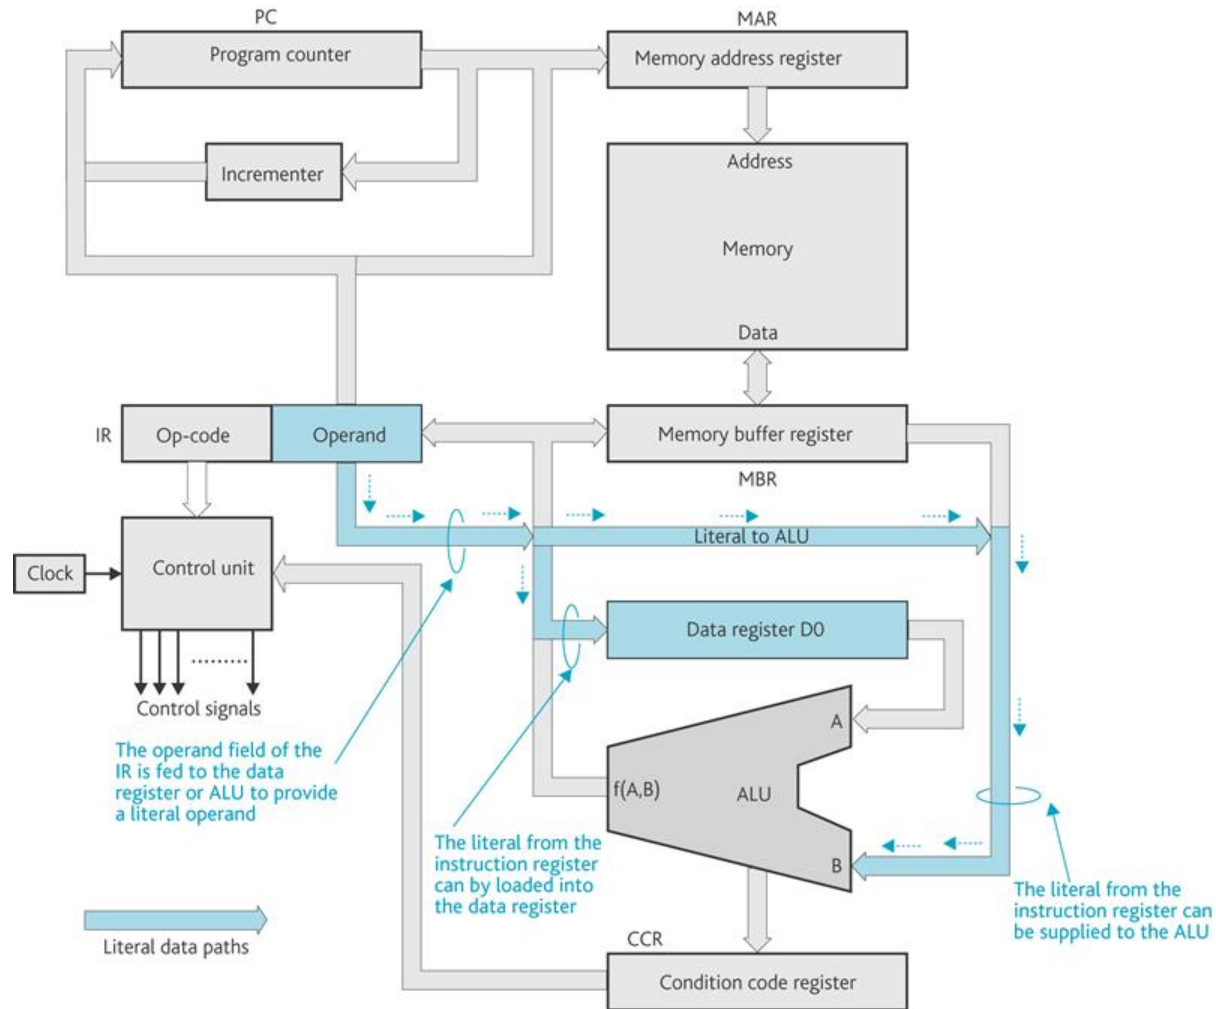 PC
MAR
Program counter
Memory address register
Incrementer
Address
Memory
Data
IR
Op-code
Operand
Memory buffer register
MBR
Literal to ALU
Clock
Control unit
Data register D0
Control signals
A
f(A,B)
ALU
B
The operand field of the
IR is fed to the data
register or ALU to provide
a literal operand
The literal from the
instruction register
can by loaded into
the data register
The literal from the
instruction register can
be supplied to the ALU
Literal data paths
CCR
Condition code register